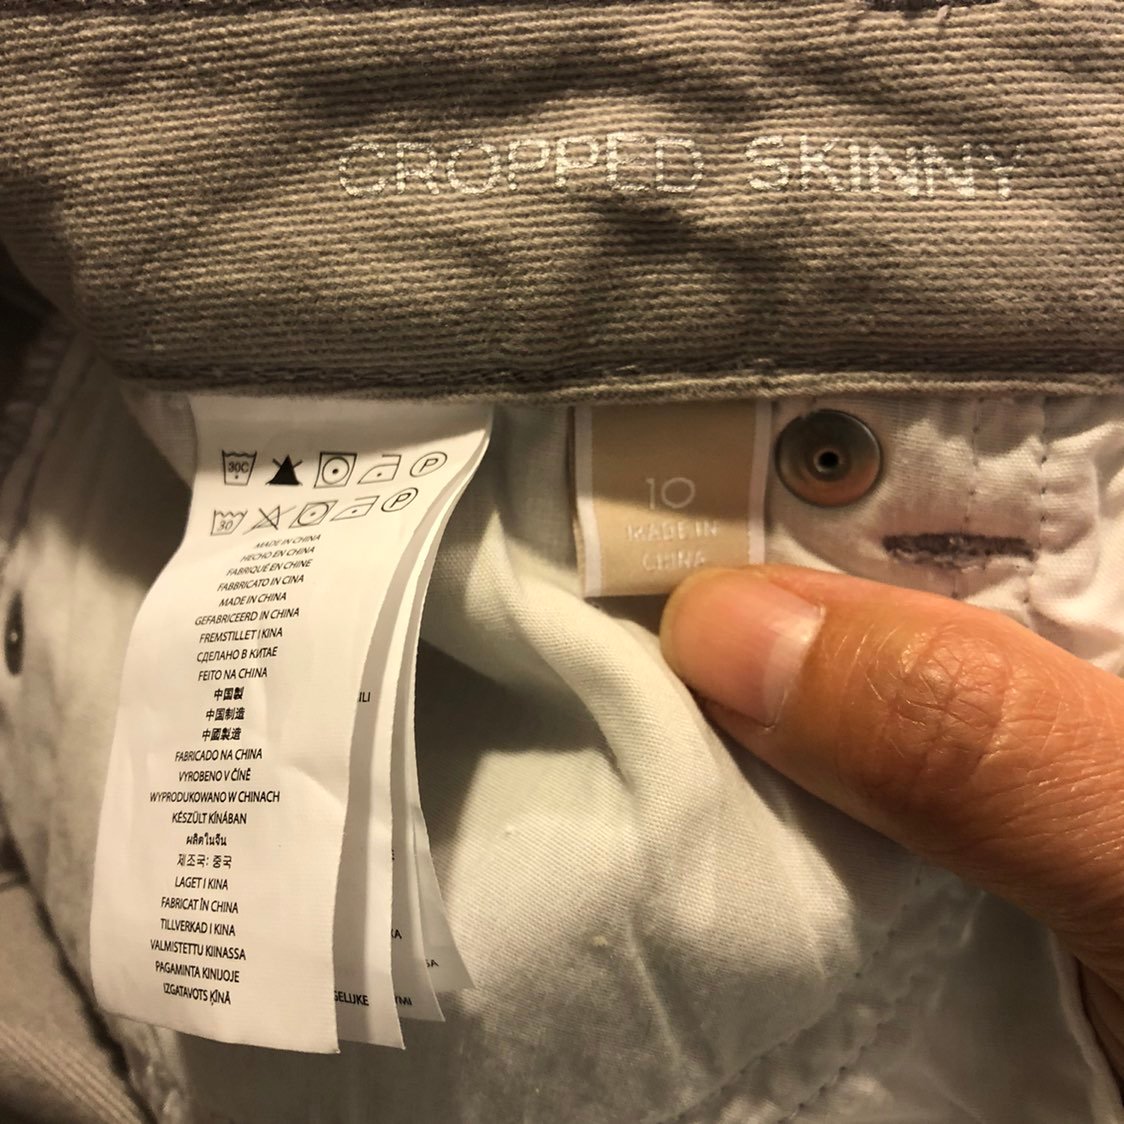 CROPPED SKINNY
30C
P
30
P
MADE IN CHINA
HECHO EN CHINA
FABRIQUÉ EN CHINE
FABBRICATO IN CINA
MADE IN CHINA
GEFABRICEERD IN CHINA
FREMSTILLET I KINA
СДЕЛАНО В КИТАЕ
FEITO NA CHINA
中国製
中国制造
中國製造
FABRICADO NA CHINA
VYROBENO V ČÍNĚ
WYPRODUKOWANO W CHINACH
KÉSZÜLT KÍNÁBAN
ผลิตในจีน
제조국: 중국
LAGET I KINA
FABRICAT ÎN CHINA
TILLVERKAD I KINA
VALMISTETTU KIINASSA
PAGAMINTA KINIJOJE
IZGATAVOTS ĶĪNĀ
10
MADE IN
CHINA